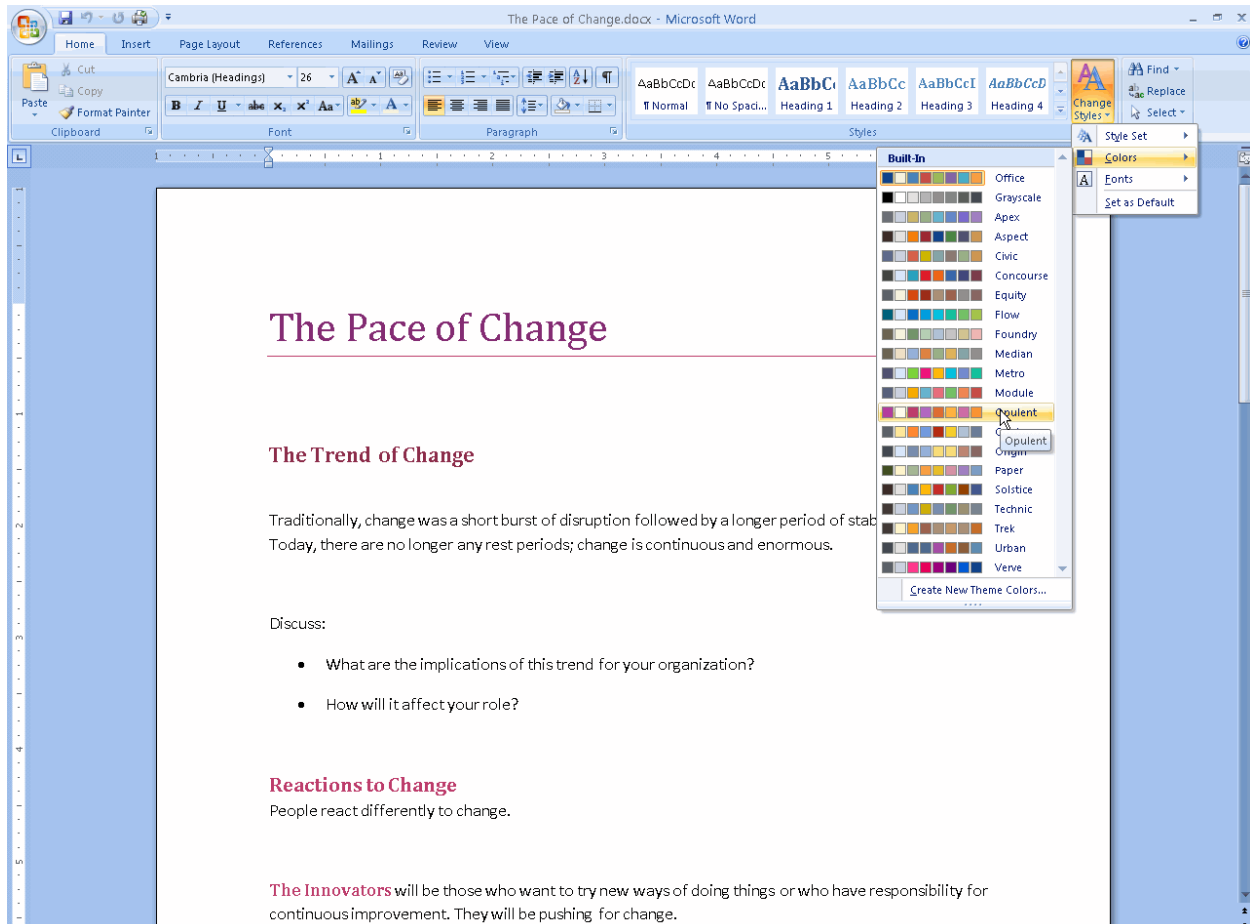 The Pace of Change.docx - Microsoft Word
Home Insert Page Layout References Mailings Review View
Paste
Cut
Copy
Format Painter
Clipboard
Cambria (Headings) 26
Font
Paragraph
AaBbCcDc AaBbCcDc AaBbC AaBbCc AaBbCcI AaBbCcD
¶ Normal ¶ No Spaci... Heading 1 Heading 2 Heading 3 Heading 4
Styles
Change
Styles
Find
Replace
Select
Style Set
Colors
Fonts
Set as Default
Built-In
Office
Grayscale
Apex
Aspect
Civic
Concourse
Equity
Flow
Foundry
Median
Metro
Module
Opulent
Opulent
Origin
Paper
Solstice
Technic
Trek
Urban
Verve
Create New Theme Colors...
The Pace of Change
The Trend of Change
Traditionally, change was a short burst of disruption followed by a longer period of stab
Today, there are no longer any rest periods; change is continuous and enormous.
Discuss:
• What are the implications of this trend for your organization?
• How will it affect your role?
Reactions to Change
People react differently to change.
The Innovators will be those who want to try new ways of doing things or who have responsibility for
continuous improvement. They will be pushing for change.